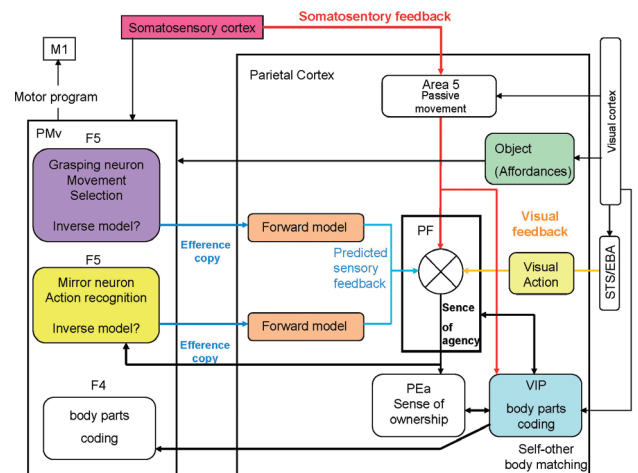 Somatosensory cortex
Somatosentory feedback
M1
Motor program
Parietal Cortex
Area 5
Passive
movement
Visual cortex
PMv
F5
Grasping neuron
Movement
Selection
Inverse model?
Object
(Affordances)
Efference
copy
Forward model
Predicted
sensory
feedback
PF
Visual
feedback
F5
Mirror neuron
Action recognition
Inverse model?
Visual
Action
STS/EBA
Efference
copy
Forward model
Sence
of
agency
F4
body parts
coding
PEa
Sense of
ownership
VIP
body parts
coding
Self-other
body matching